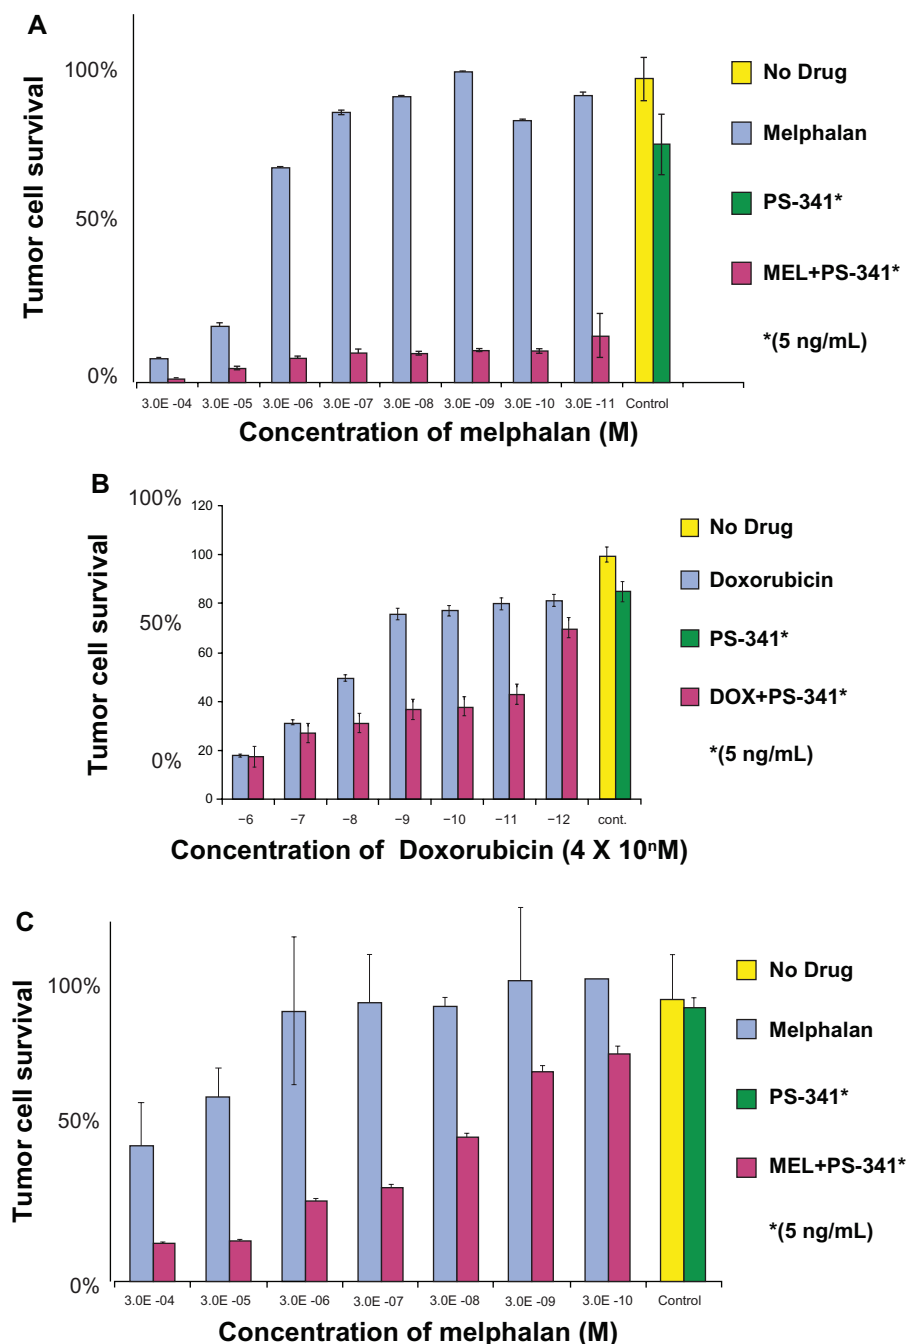 A
Tumor cell survival
100%
50%
0%
3.0E -04 3.0E -05 3.0E -06 3.0E -07 3.0E -08 3.0E -09 3.0E -10 3.0E -11 Control
Concentration of melphalan (M)
No Drug
Melphalan
PS-341*
MEL+PS-341*
*(5 ng/mL)
B
Tumor cell survival
100%
50%
0%
120
100
80
60
40
20
0
−6 −7 −8 −9 −10 −11 −12 cont.
Concentration of Doxorubicin (4 X 10ⁿM)
No Drug
Doxorubicin
PS-341*
DOX+PS-341*
*(5 ng/mL)
C
Tumor cell survival
100%
50%
0%
3.0E -04 3.0E -05 3.0E -06 3.0E -07 3.0E -08 3.0E -09 3.0E -10 Control
Concentration of melphalan (M)
No Drug
Melphalan
PS-341*
MEL+PS-341*
*(5 ng/mL)